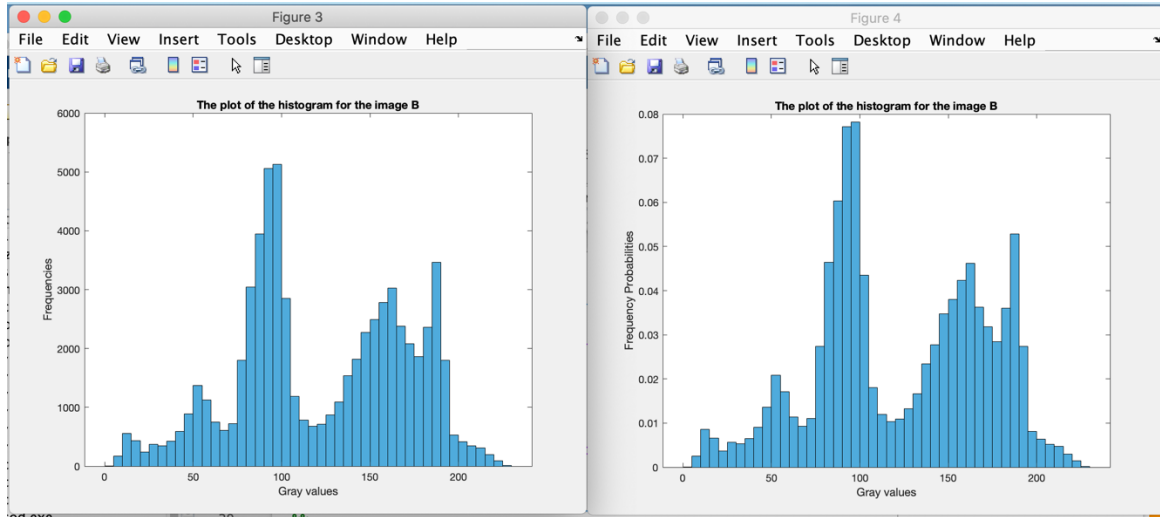 Figure 3
File Edit View Insert Tools Desktop Window Help
The plot of the histogram for the image B
6000
5000
4000
3000
2000
1000
0
Frequencies
0 50 100 150 200
Gray values
Figure 4
File Edit View Insert Tools Desktop Window Help
The plot of the histogram for the image B
0.08
0.07
0.06
0.05
0.04
0.03
0.02
0.01
0
Frequency Probabilities
0 50 100 150 200
Gray values